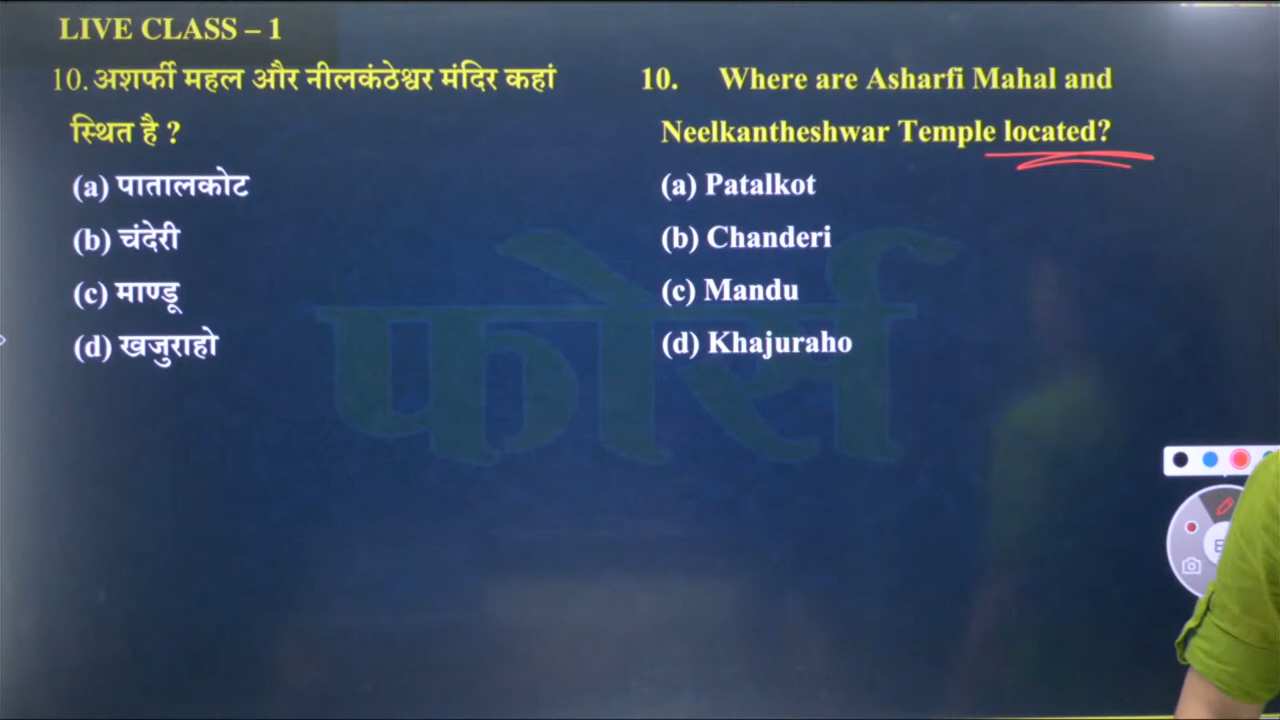 LIVE CLASS – 1
10. अशर्फी महल और नीलकंठेश्वर मंदिर कहां
स्थित है ?
(a) पातालकोट
(b) चंदेरी
(c) माण्डू
(d) खजुराहो
10. Where are Asharfi Mahal and
Neelkantheshwar Temple located?
(a) Patalkot
(b) Chanderi
(c) Mandu
(d) Khajuraho
फोर्स